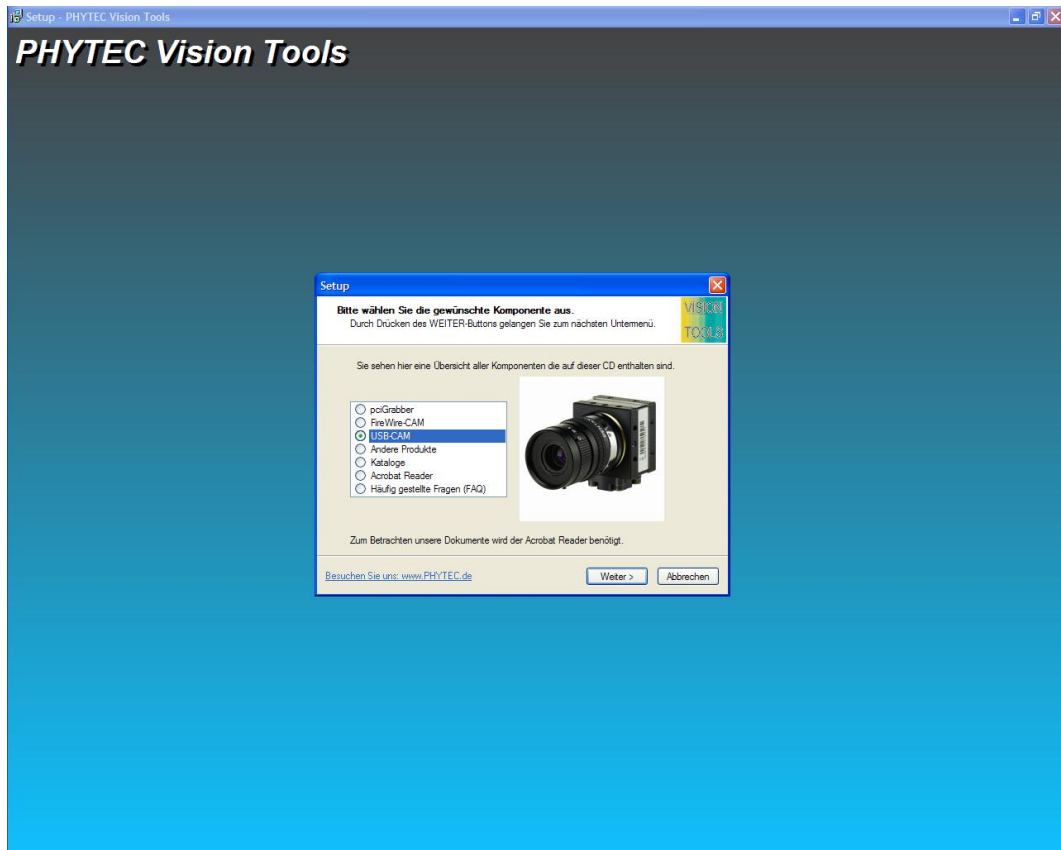 Setup - PHYTEC Vision Tools
PHYTEC Vision Tools
Setup
Bitte wählen Sie die gewünschte Komponente aus.
Durch Drücken des WEITER-Buttons gelangen Sie zum nächsten Untermenü.
VISION
TOOLS
Sie sehen hier eine Übersicht aller Komponenten die auf dieser CD enthalten sind.
pciGrabber
FireWire-CAM
USB-CAM
Andere Produkte
Kataloge
Acrobat Reader
Häufig gestellte Fragen (FAQ)
Zum Betrachten unsere Dokumente wird der Acrobat Reader benötigt.
Besuchen Sie uns: www.PHYTEC.de
Weiter >
Abbrechen